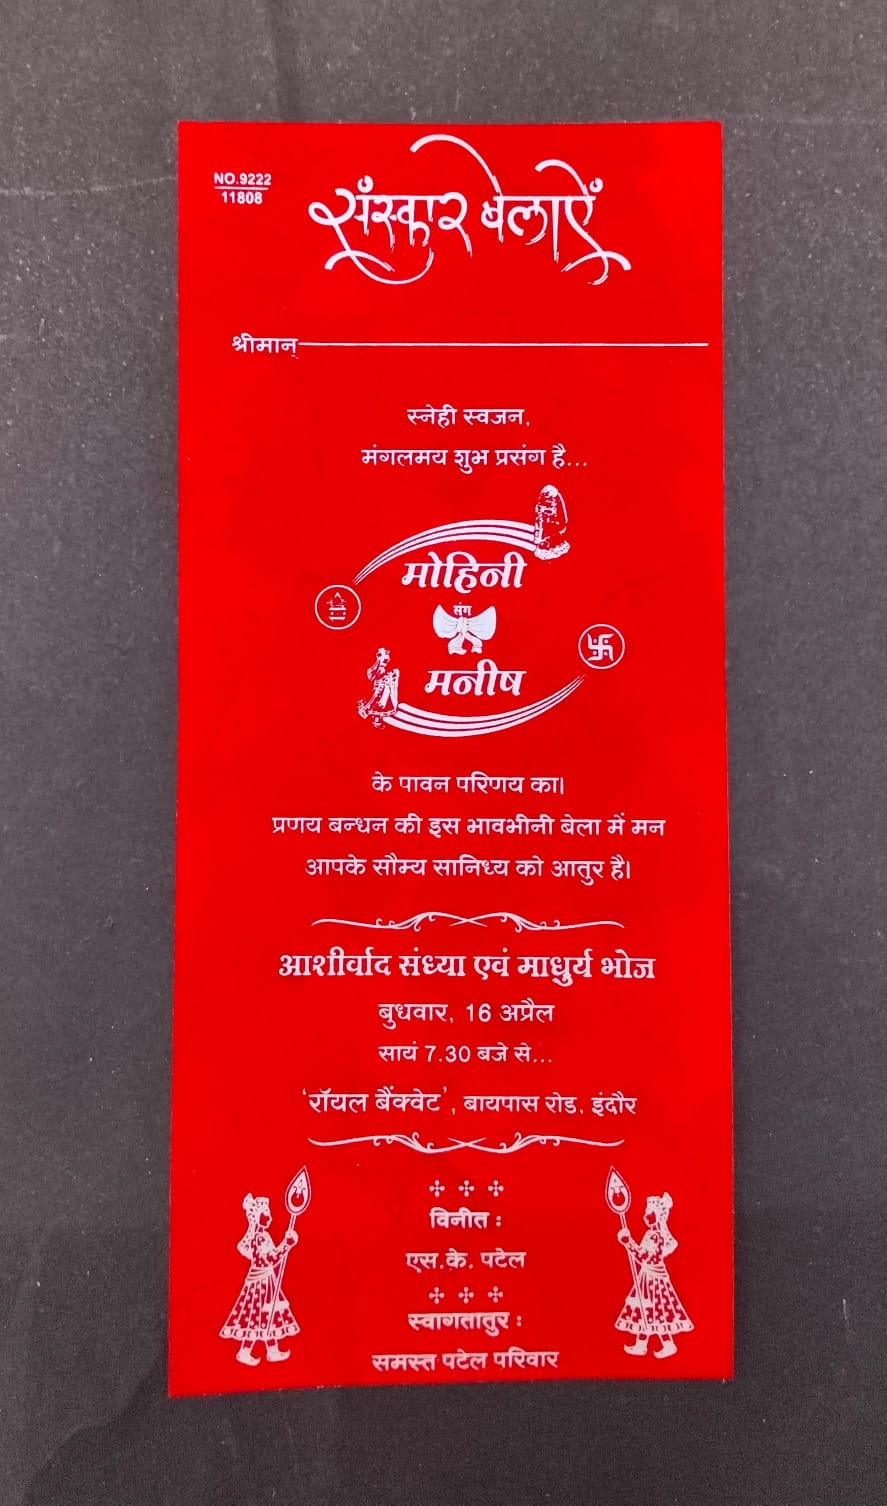 NO.9222
11808
संस्कार बेलाऐं
श्रीमान्
स्नेही स्वजन,
मंगलमय शुभ प्रसंग है...
मोहिनी
संग
मनीष
के पावन परिणय का।
प्रणय बन्धन की इस भावभीनी बेला में मन
आपके सौम्य सानिध्य को आतुर है।
आशीर्वाद संध्या एवं माधुर्य भोज
बुधवार, 16 अप्रैल
सायं 7.30 बजे से...
'रॉयल बैंक्वेट', बायपास रोड, इंदौर
विनीत :
एस.के. पटेल
स्वागतातुर :
समस्त पटेल परिवार